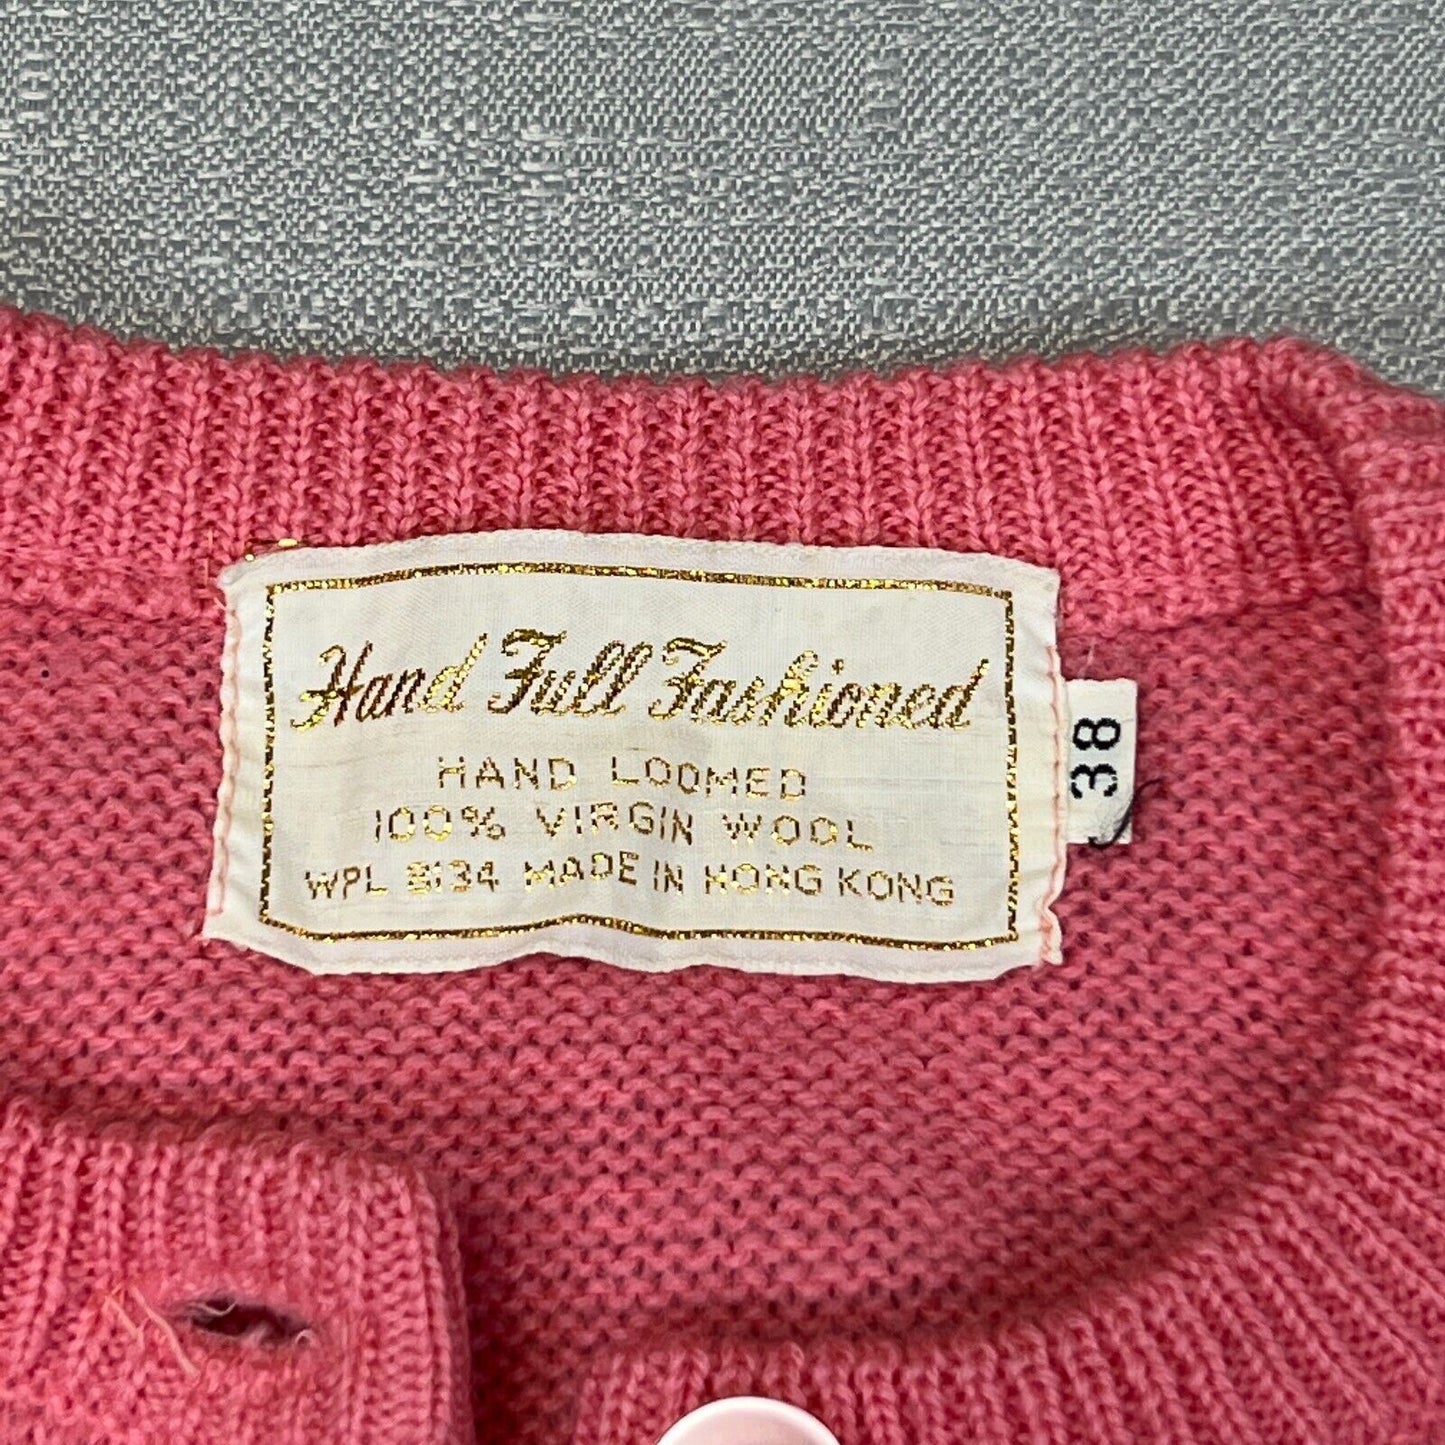 Hand Full Fashioned
HAND LOOMED
100% VIRGIN WOOL
WPL 8134 MADE IN HONG KONG
38